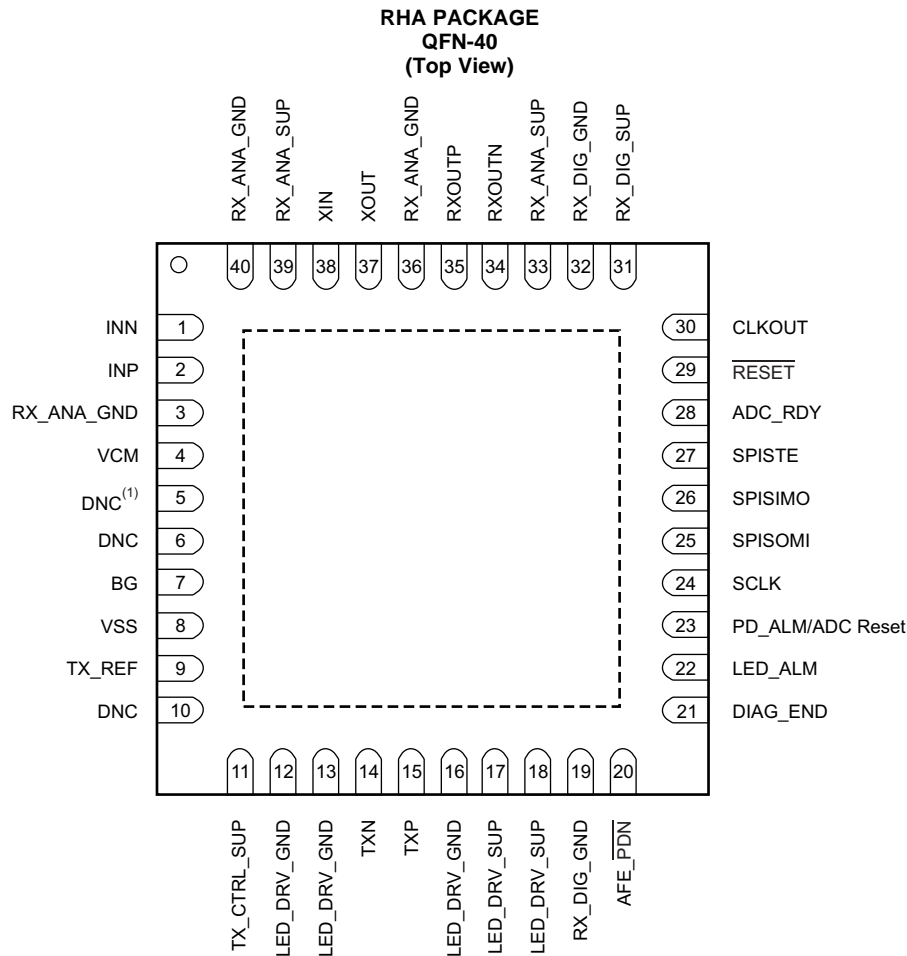 RHA PACKAGE
QFN-40
(Top View)
RX_ANA_GND
RX_ANA_SUP
XIN
XOUT
RX_ANA_GND
RXOUTP
RXOUTN
RX_ANA_SUP
RX_DIG_GND
RX_DIG_SUP
40 39 38 37 36 35 34 33 32 31
INN 1
INP 2
RX_ANA_GND 3
VCM 4
DNC(1) 5
DNC 6
BG 7
VSS 8
TX_REF 9
DNC 10
30 CLKOUT
29 RESET
28 ADC_RDY
27 SPISTE
26 SPISIMO
25 SPISOMI
24 SCLK
23 PD_ALM/ADC Reset
22 LED_ALM
21 DIAG_END
11 12 13 14 15 16 17 18 19 20
TX_CTRL_SUP
LED_DRV_GND
LED_DRV_GND
TXN
TXP
LED_DRV_GND
LED_DRV_SUP
LED_DRV_SUP
RX_DIG_GND
AFE_PDN